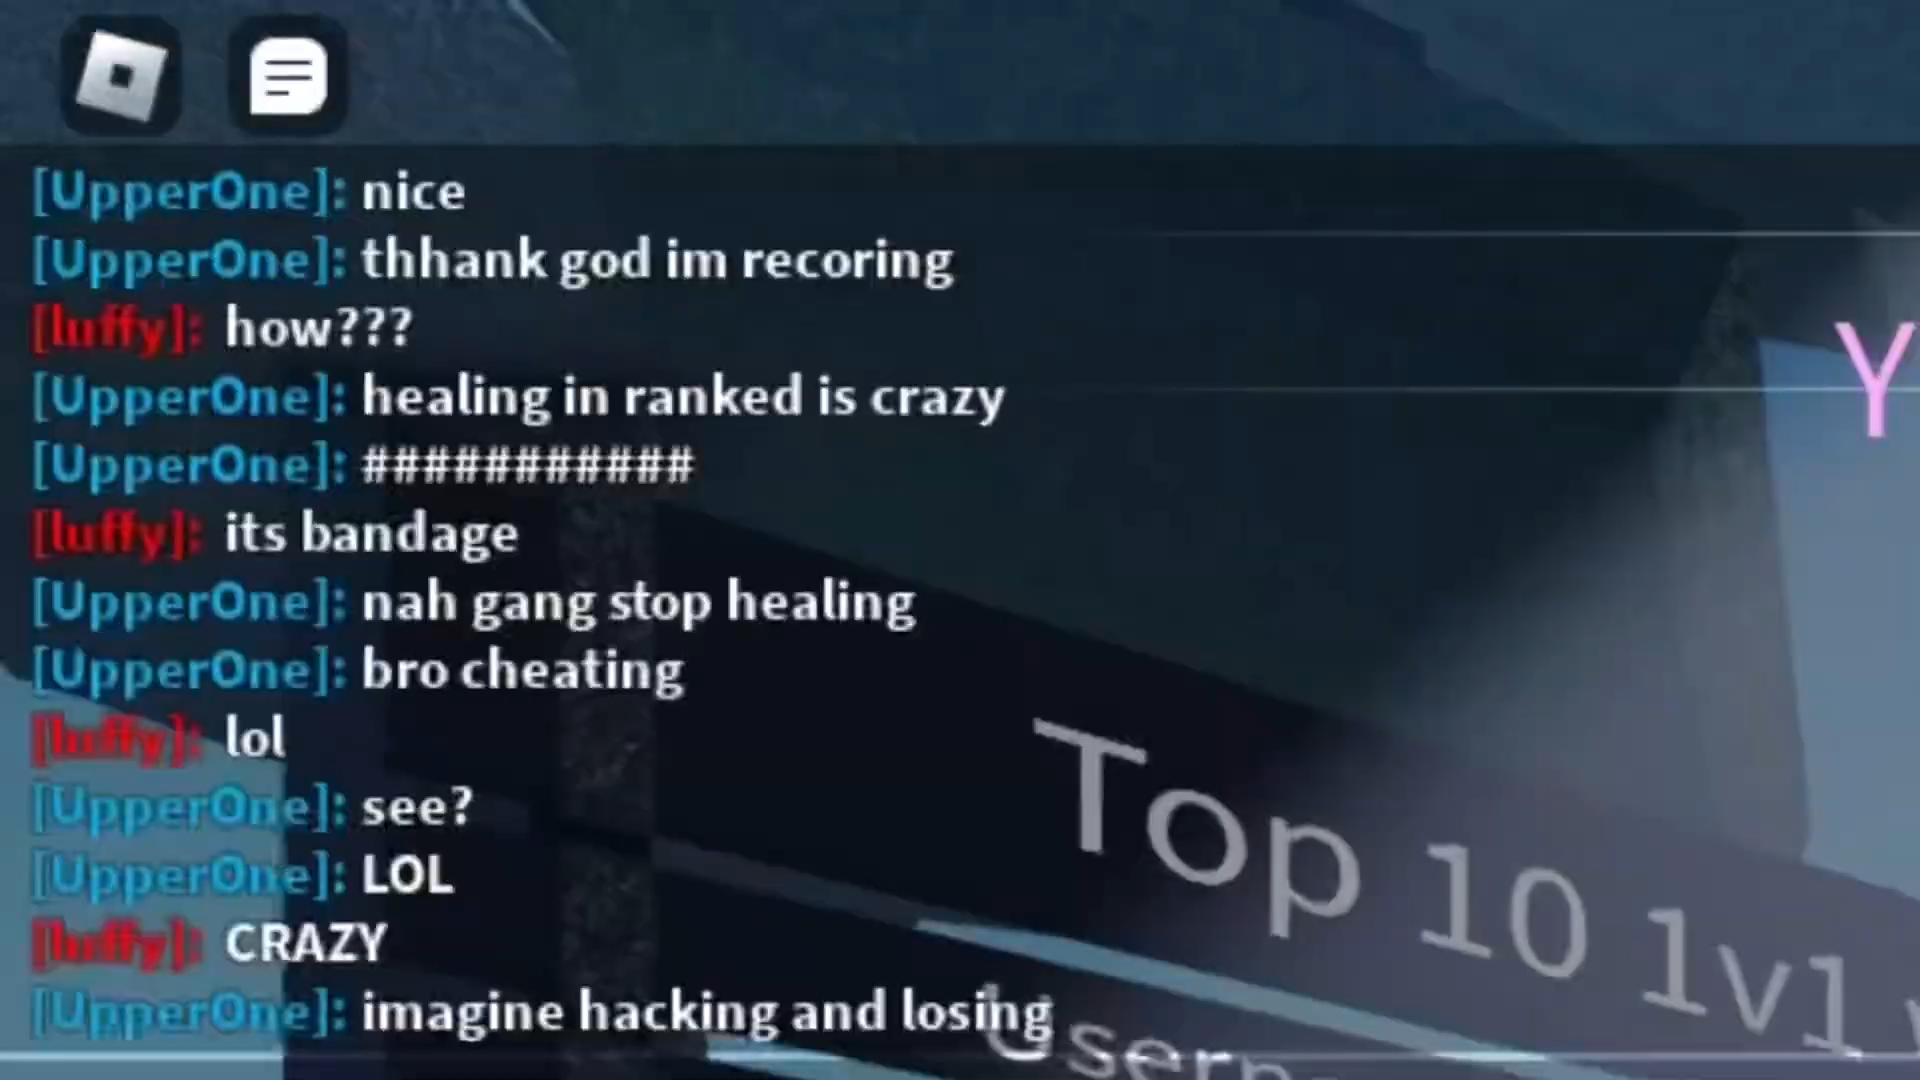 [UpperOne]: nice
[UpperOne]: thhank god im recoring
[luffy]: how???
[UpperOne]: healing in ranked is crazy
[UpperOne]: ###########
[luffy]: its bandage
[UpperOne]: nah gang stop healing
[UpperOne]: bro cheating
[luffy]: lol
[UpperOne]: see?
[UpperOne]: LOL
[luffy]: CRAZY
[UpperOne]: imagine hacking and losing
Y
Top 10 1v1